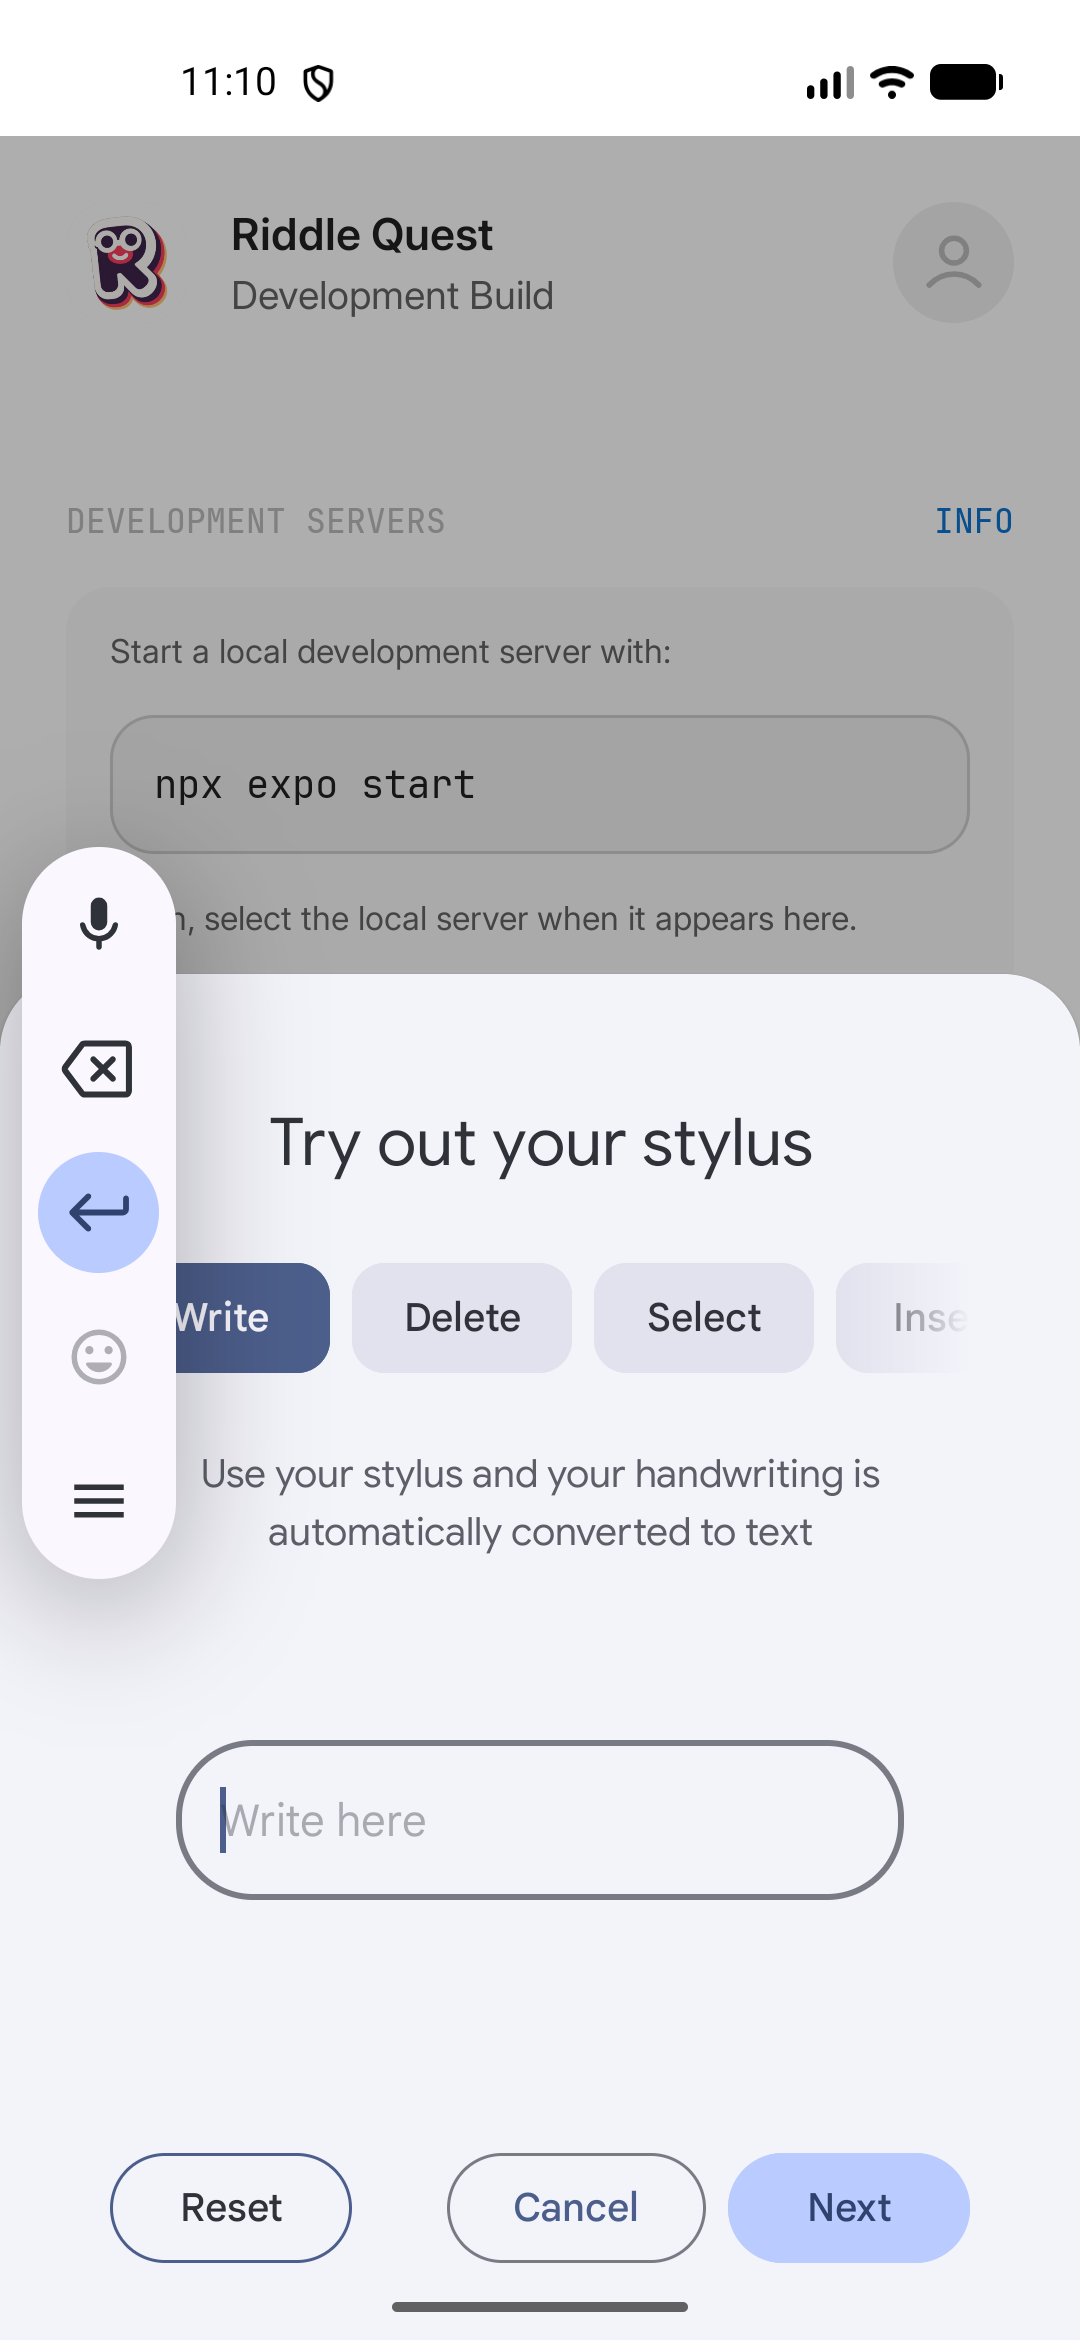 11:10
Riddle Quest
Development Build
DEVELOPMENT SERVERS
INFO
Start a local development server with:
npx expo start
n, select the local server when it appears here.
Try out your stylus
Write
Delete
Select
Inse
Use your stylus and your handwriting is
automatically converted to text
Write here
Reset
Cancel
Next